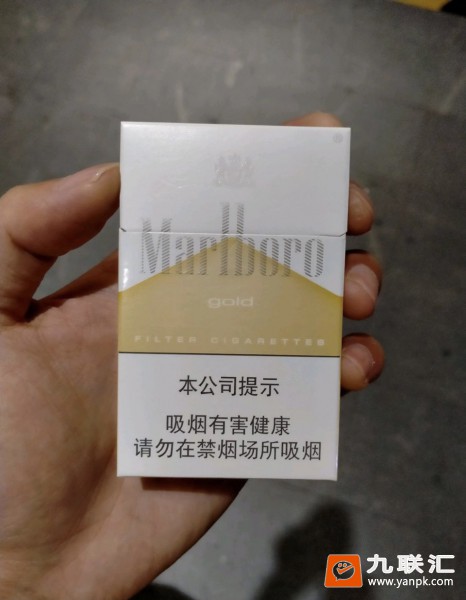 Marlboro
gold
FILTER CIGARETTES
本公司提示
吸烟有害健康
请勿在禁烟场所吸烟
九联汇
www.yanpk.com